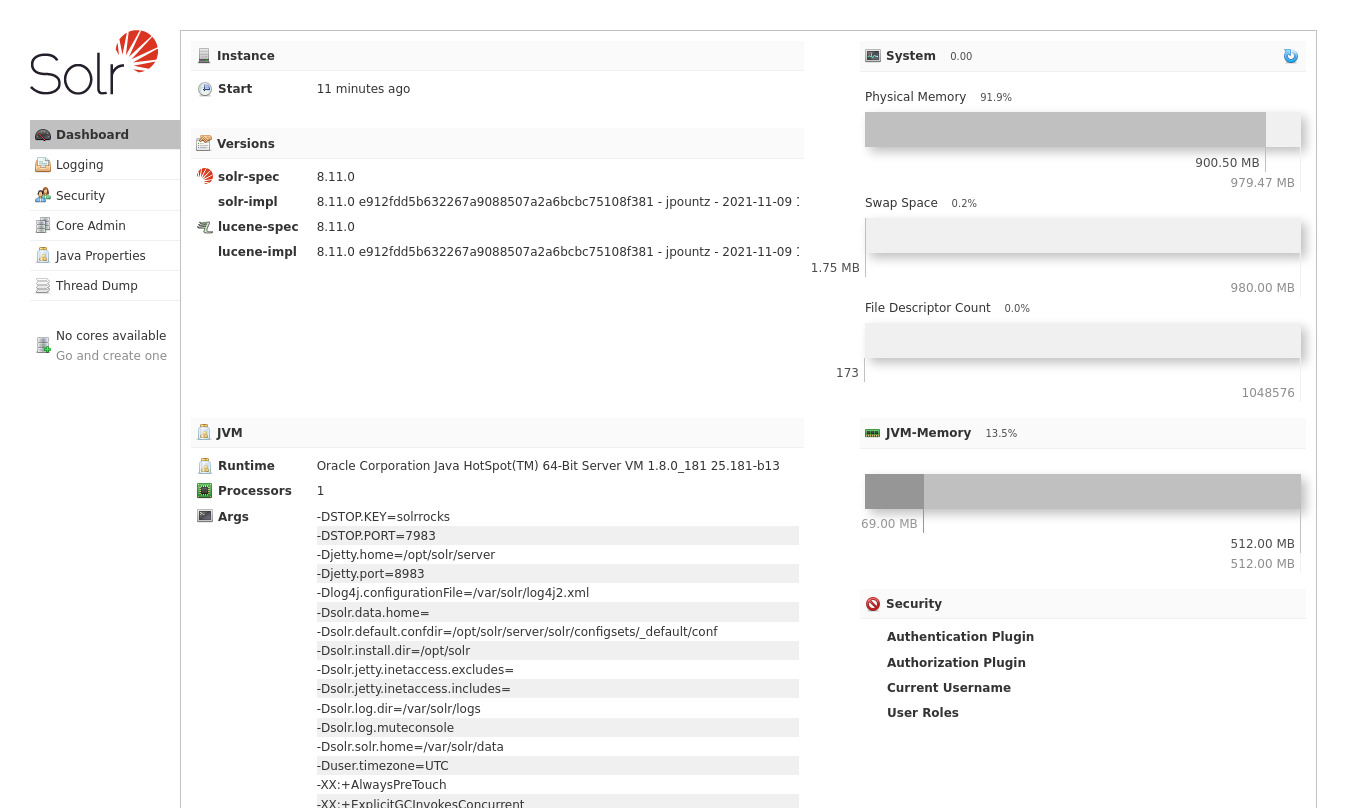 Solr
Dashboard
Logging
Security
Core Admin
Java Properties
Thread Dump
No cores available
Go and create one
Instance
Start 11 minutes ago
Versions
solr-spec 8.11.0
solr-impl 8.11.0 e912fdd5b632267a9088507a2a6bcbc75108f381 - jpountz - 2021-11-09
lucene-spec 8.11.0
lucene-impl 8.11.0 e912fdd5b632267a9088507a2a6bcbc75108f381 - jpountz - 2021-11-09
JVM
Runtime Oracle Corporation Java HotSpot(TM) 64-Bit Server VM 1.8.0_181 25.181-b13
Processors 1
Args -DSTOP.KEY=solrrocks
-DSTOP.PORT=7983
-Djetty.home=/opt/solr/server
-Djetty.port=8983
-Dlog4j.configurationFile=/var/solr/log4j2.xml
-Dsolr.data.home=
-Dsolr.default.confdir=/opt/solr/server/solr/configsets/_default/conf
-Dsolr.install.dir=/opt/solr
-Dsolr.jetty.inetaccess.excludes=
-Dsolr.jetty.inetaccess.includes=
-Dsolr.log.dir=/var/solr/logs
-Dsolr.log.muteconsole
-Dsolr.solr.home=/var/solr/data
-Duser.timezone=UTC
-XX:+AlwaysPreTouch
-XX:+ExplicitGCInvokesConcurrent
System 0.00
Physical Memory 91.9%
900.50 MB
979.47 MB
Swap Space 0.2%
1.75 MB
980.00 MB
File Descriptor Count 0.0%
173
1048576
JVM-Memory 13.5%
69.00 MB
512.00 MB
512.00 MB
Security
Authentication Plugin
Authorization Plugin
Current Username
User Roles